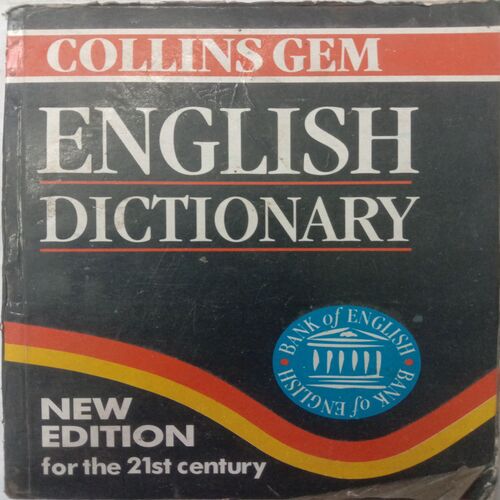 COLLINS GEM
ENGLISH
DICTIONARY
BANK of ENGLISH · BANK of ENGLISH ·
NEW
EDITION
for the 21st century